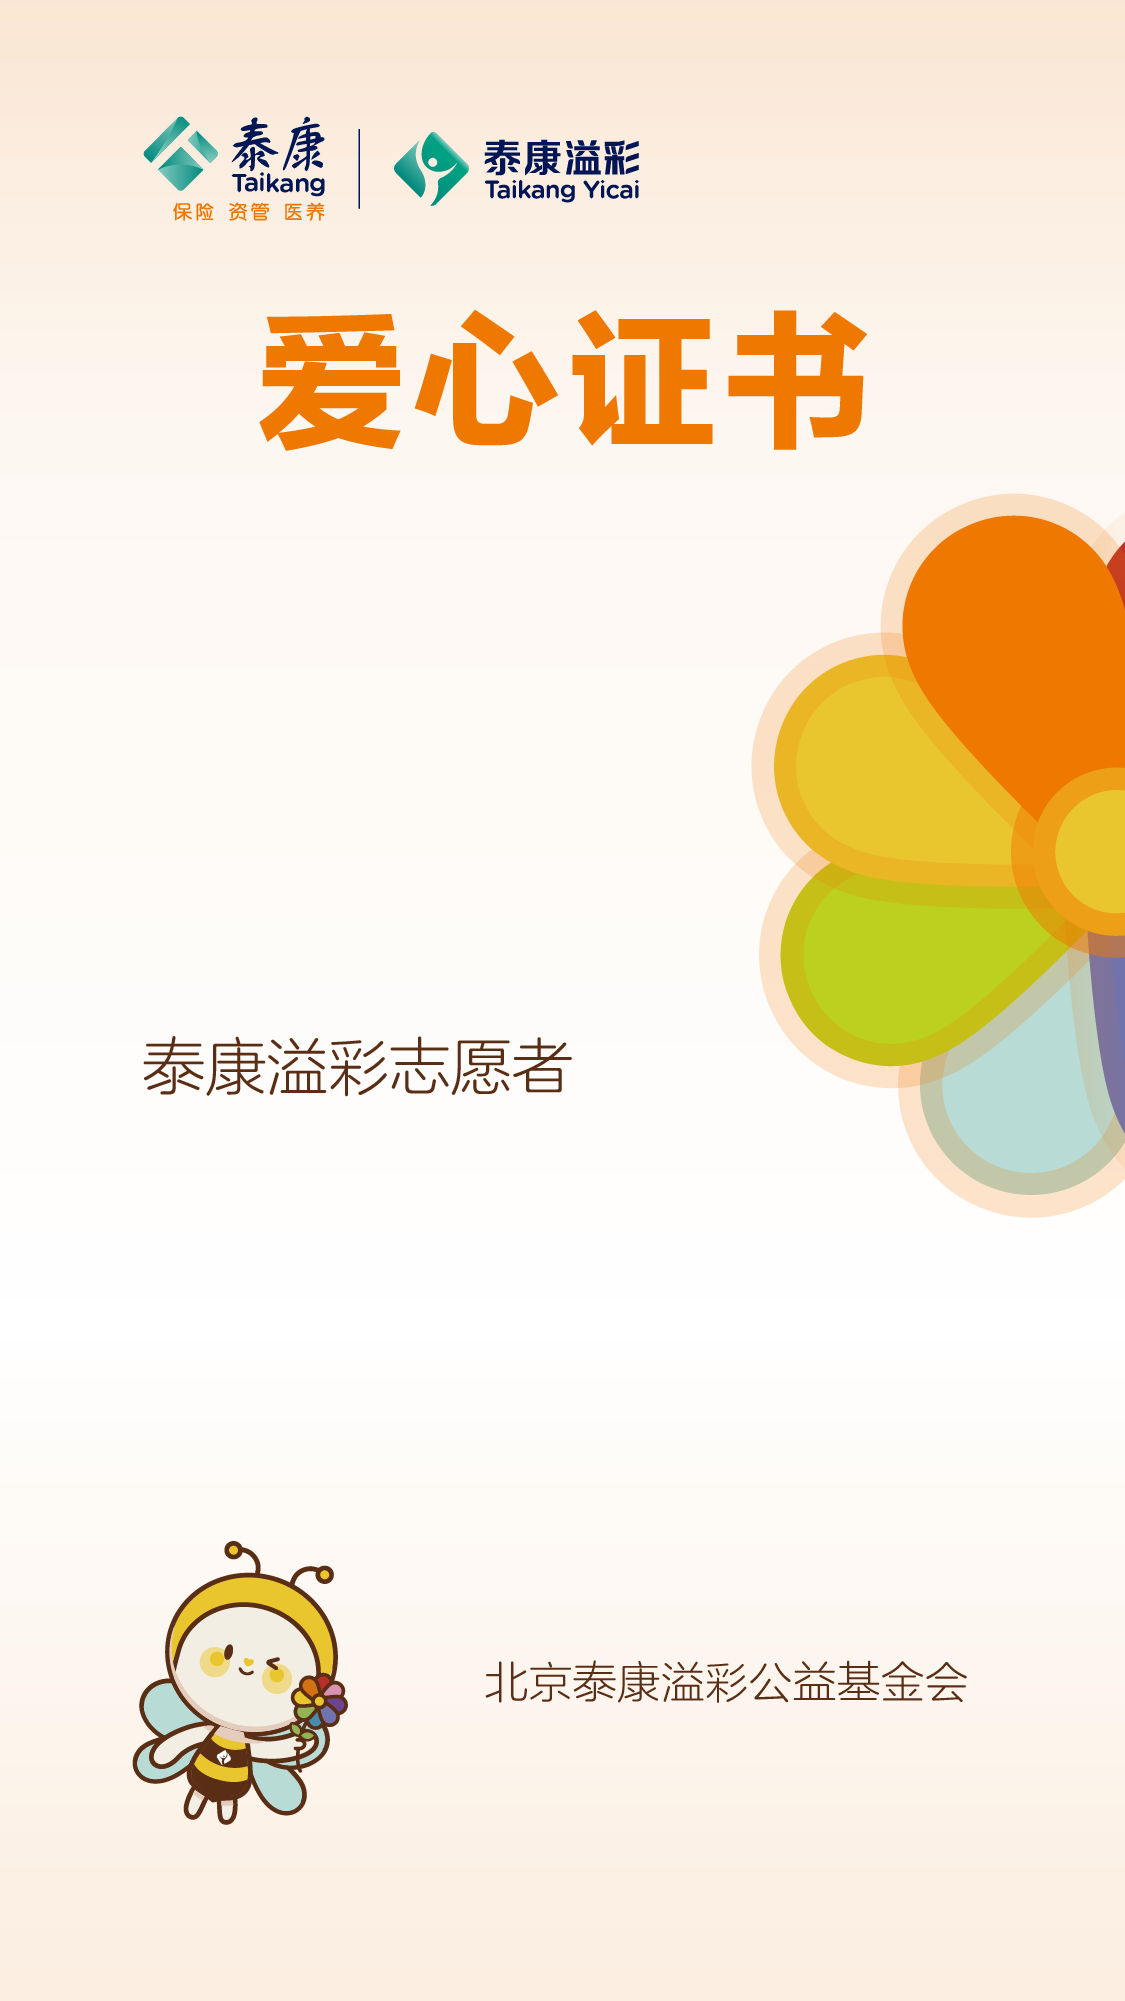 泰康
Taikang
保险 资管 医养
泰康溢彩
Taikang Yicai
爱心证书
泰康溢彩志愿者
北京泰康溢彩公益基金会